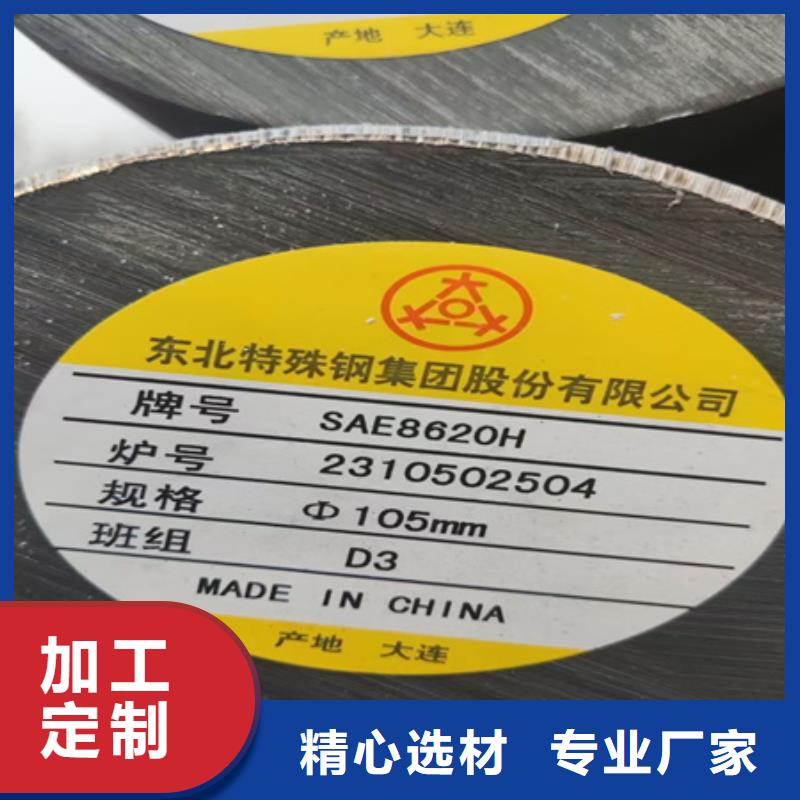 产地 大连
东北特殊钢集团股份有限公司
牌号 SAE8620H
炉号 2310502504
规格 Φ105mm
班组 D3
MADE IN CHINA
产地 大连
加工
定制
精心选材 专业厂家